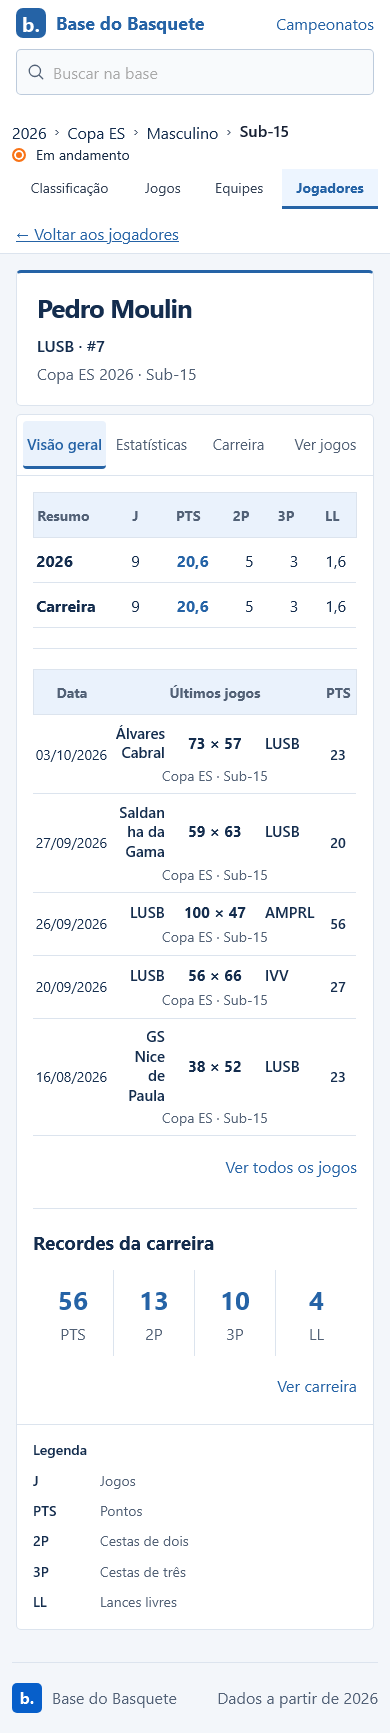 b. Base do Basquete Campeonatos
Buscar na base
2026 › Copa ES › Masculino › Sub-15
Em andamento
Classificação Jogos Equipes Jogadores
← Voltar aos jogadores
Pedro Moulin
LUSB · #7
Copa ES 2026 · Sub-15
Visão geral Estatísticas Carreira Ver jogos
Resumo J PTS 2P 3P LL
2026 9 20,6 5 3 1,6
Carreira 9 20,6 5 3 1,6
Data Últimos jogos PTS
03/10/2026 Álvares Cabral 73 × 57 LUSB 23
Copa ES · Sub-15
27/09/2026 Saldanha da Gama 59 × 63 LUSB 20
Copa ES · Sub-15
26/09/2026 LUSB 100 × 47 AMPRL 56
Copa ES · Sub-15
20/09/2026 LUSB 56 × 66 IVV 27
Copa ES · Sub-15
16/08/2026 GS Nice de Paula 38 × 52 LUSB 23
Copa ES · Sub-15
Ver todos os jogos
Recordes da carreira
56 13 10 4
PTS 2P 3P LL
Ver carreira
Legenda
J Jogos
PTS Pontos
2P Cestas de dois
3P Cestas de três
LL Lances livres
b. Base do Basquete Dados a partir de 2026